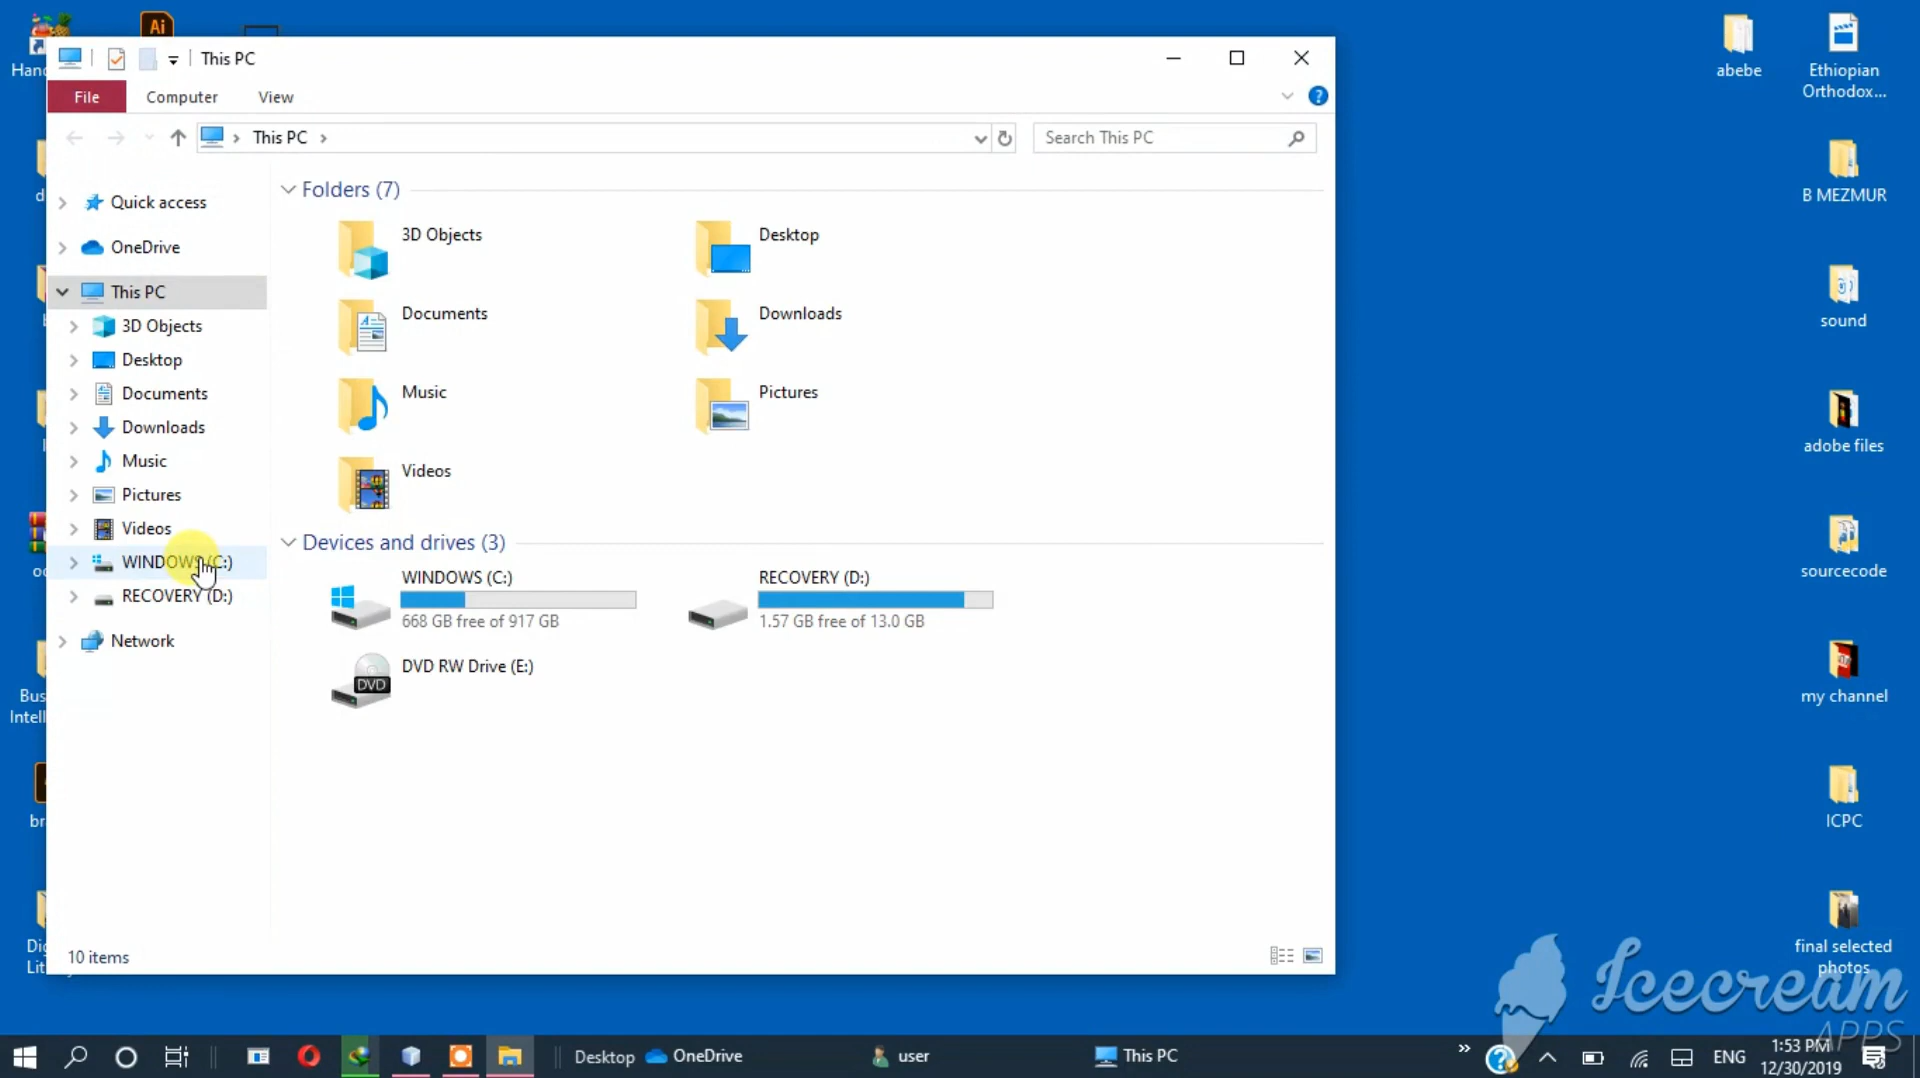 Ai
This PC
File
Computer
View
This PC
Search This PC
Quick access
OneDrive
This PC
3D Objects
Desktop
Documents
Downloads
Music
Pictures
Videos
WINDOWS (C:)
RECOVERY (D:)
Network
Folders (7)
3D Objects
Desktop
Documents
Downloads
Music
Pictures
Videos
Devices and drives (3)
WINDOWS (C:)
668 GB free of 917 GB
RECOVERY (D:)
1.57 GB free of 13.0 GB
DVD
DVD RW Drive (E:)
10 items
abebe
Ethiopian
Orthodox...
B MEZMUR
sound
adobe files
sourcecode
my channel
ICPC
final selected
photos
Icecream
APPS
Desktop
OneDrive
user
This PC
ENG
1:53 PM
12/30/2019